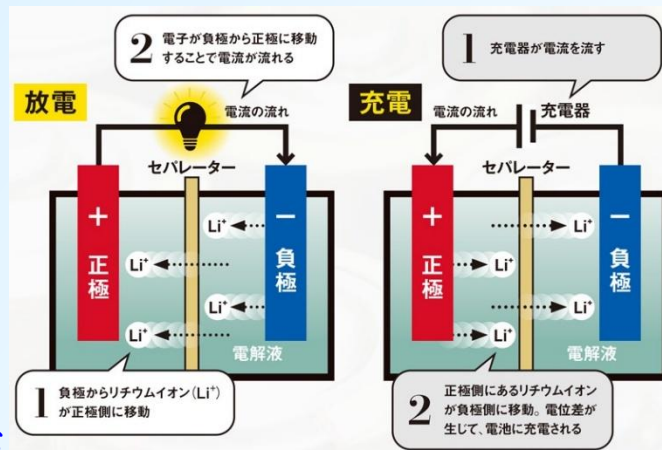 2 電子が負極から正極に移動
することで電流が流れる
放電
電流の流れ
セパレーター
+
正極
−
負極
Li⁺
Li⁺
Li⁺
Li⁺
電解液
1 負極からリチウムイオン(Li⁺)
が正極側に移動
1 充電器が電流を流す
充電
電流の流れ
充電器
セパレーター
+
正極
−
負極
Li⁺
Li⁺
Li⁺
Li⁺
電解液
2 正極側にあるリチウムイオン
が負極側に移動。電位差が
生じて、電池に充電される